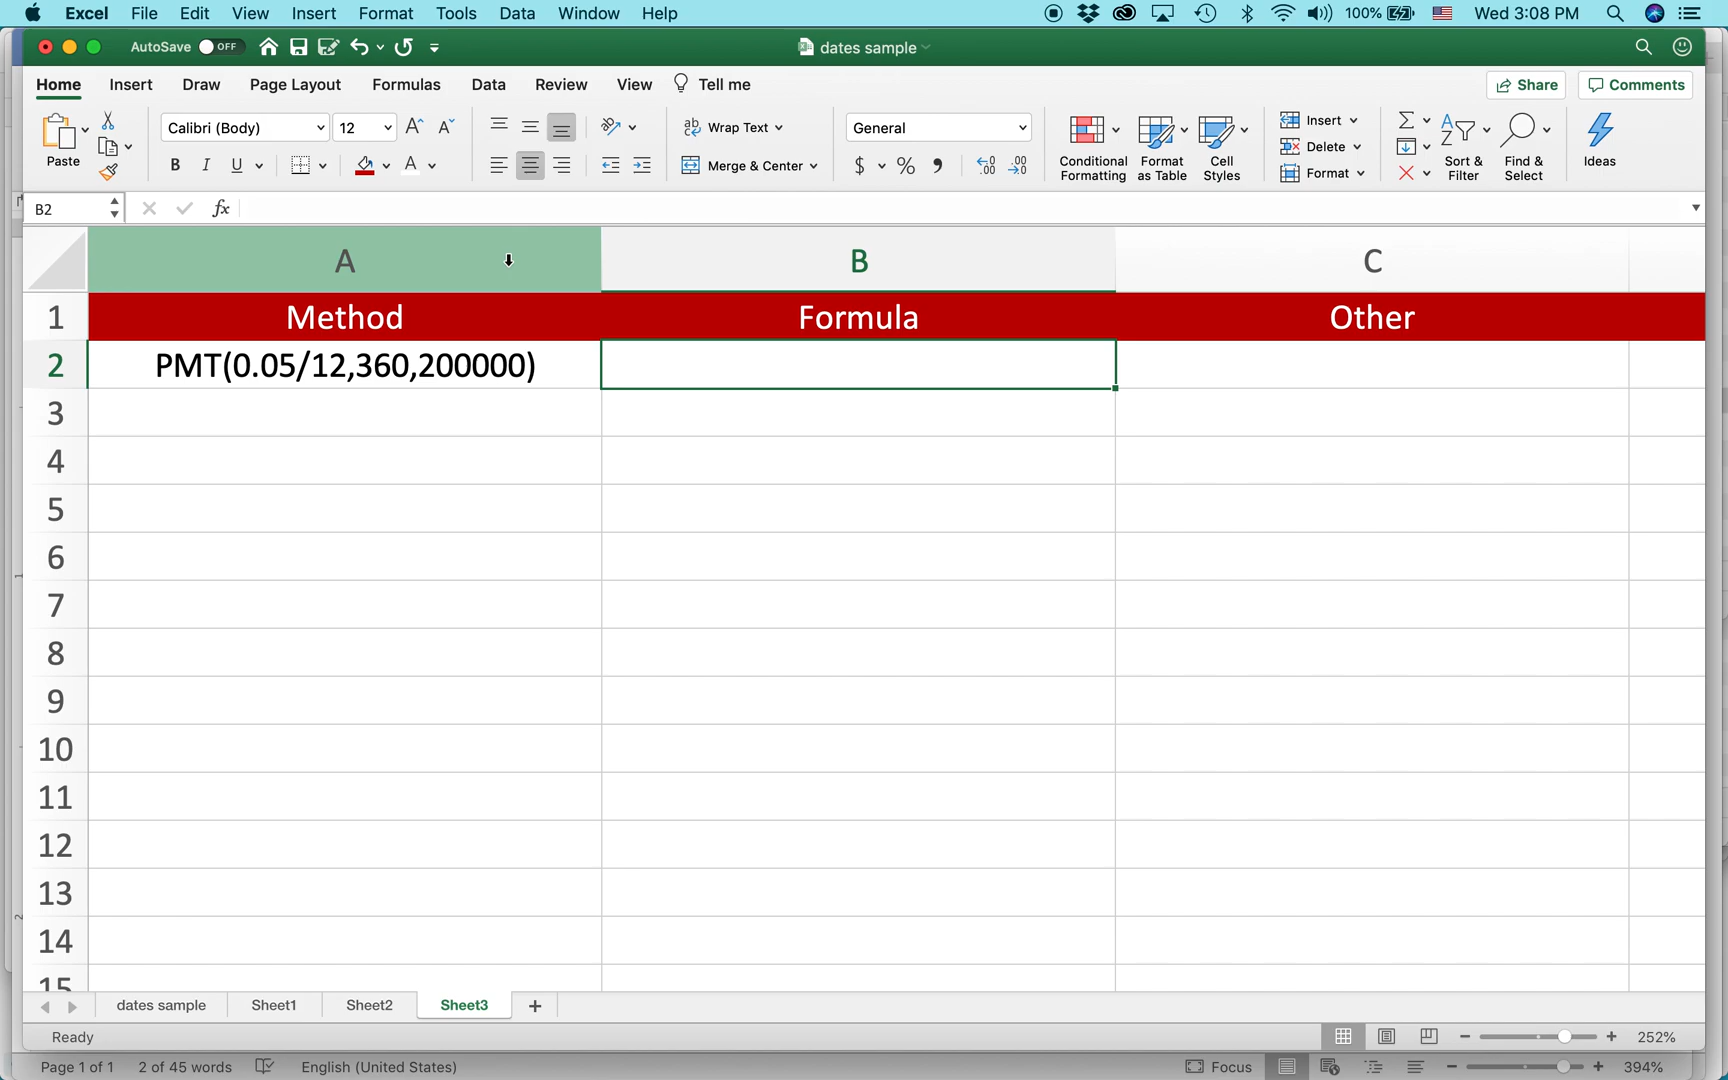 Excel File Edit View Insert Format Tools Data Window Help 100% Wed 3:08 PM
AutoSave OFF dates sample
Home Insert Draw Page Layout Formulas Data Review View Tell me Share Comments
Paste Calibri (Body) 12 A^ A˅ Wrap Text General Conditional Formatting Format as Table Cell Styles Insert Sort & Filter Find & Select Ideas
B I U A Merge & Center $ % Delete
Format
B2 fx
A B C
1 Method Formula Other
2 PMT(0.05/12,360,200000)
3
4
5
6
7
8
9
10
11
12
13
14
15
dates sample Sheet1 Sheet2 Sheet3 +
Ready 252%
Page 1 of 1 2 of 45 words English (United States) Focus 394%